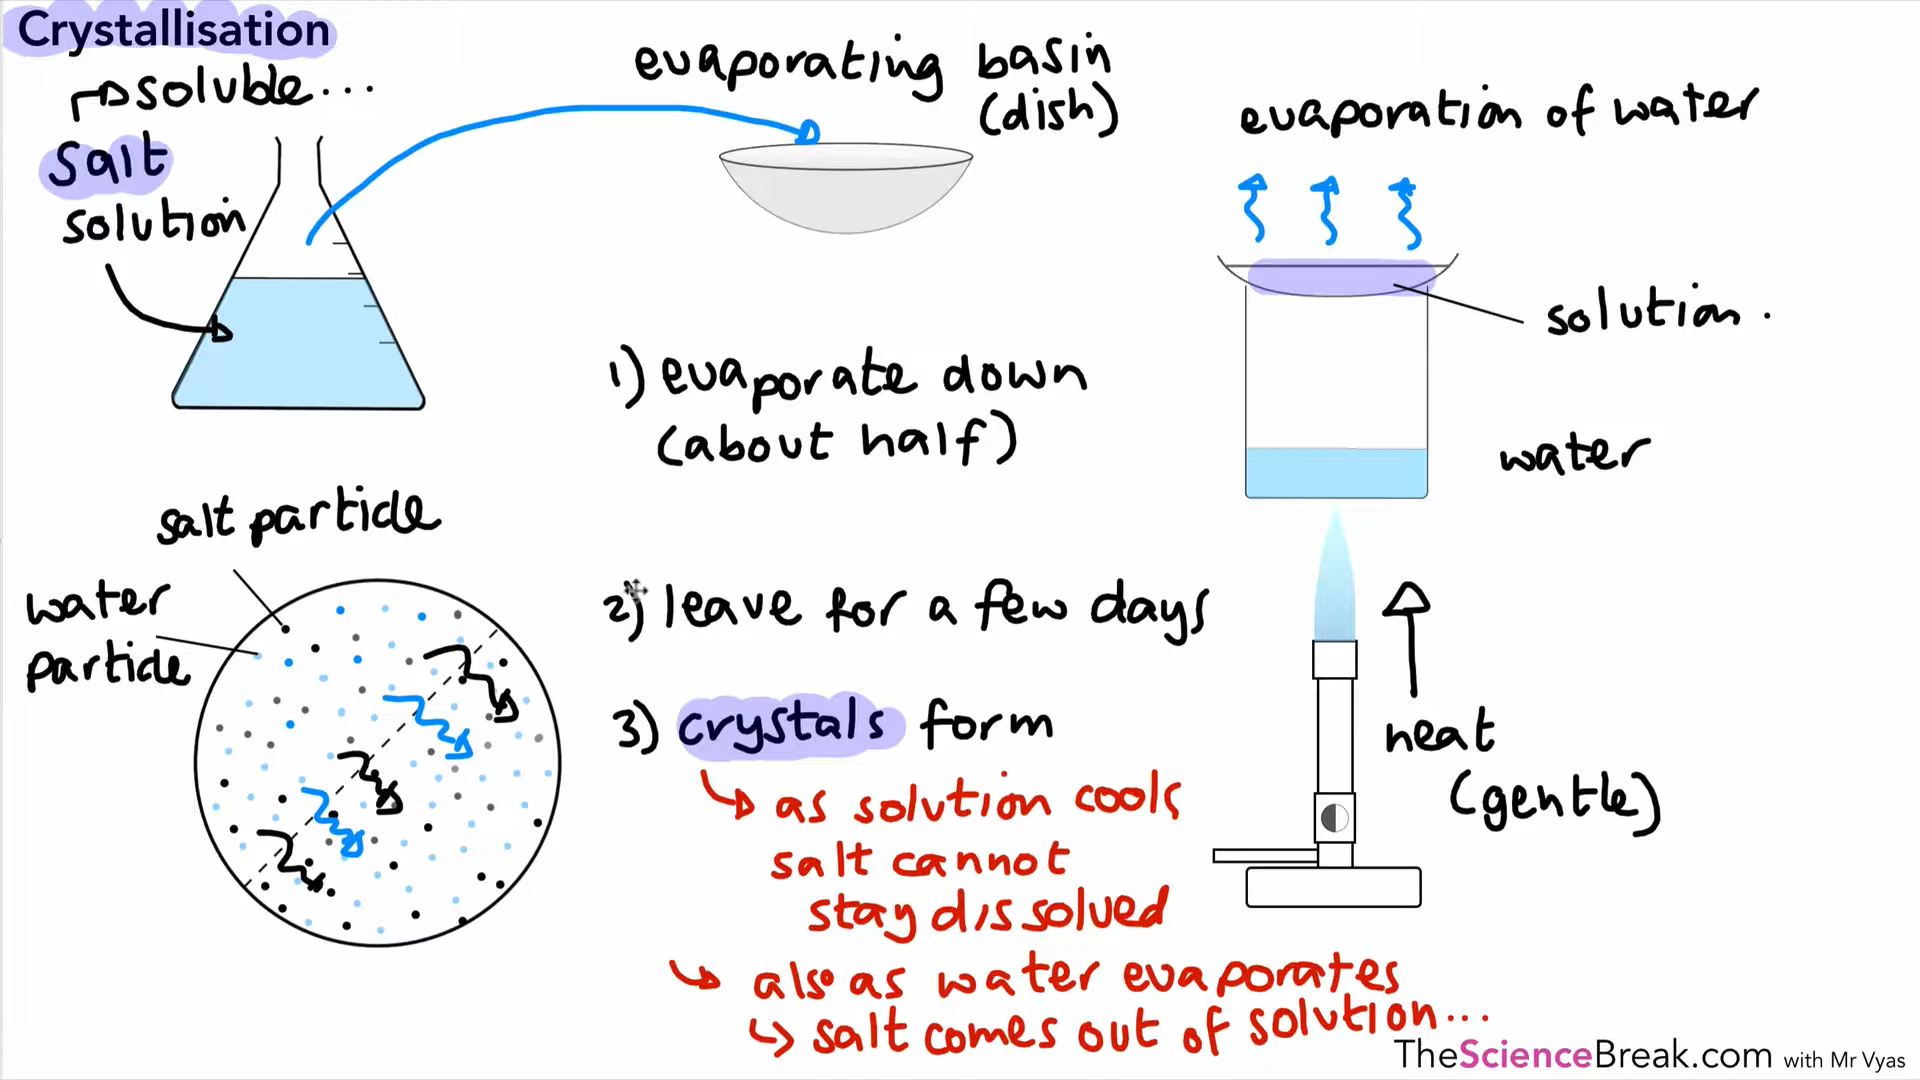 Crystallisation
soluble...
salt
solution
evaporating basin
(dish)
evaporation of water
solution.
water
1) evaporate down
(about half)
salt particle
water
particle
2) leave for a few days
3) crystals form
as solution cools
salt cannot
stay dissolved
also as water evaporates
salt comes out of solution...
heat
(gentle)
TheScienceBreak.com with Mr Vyas